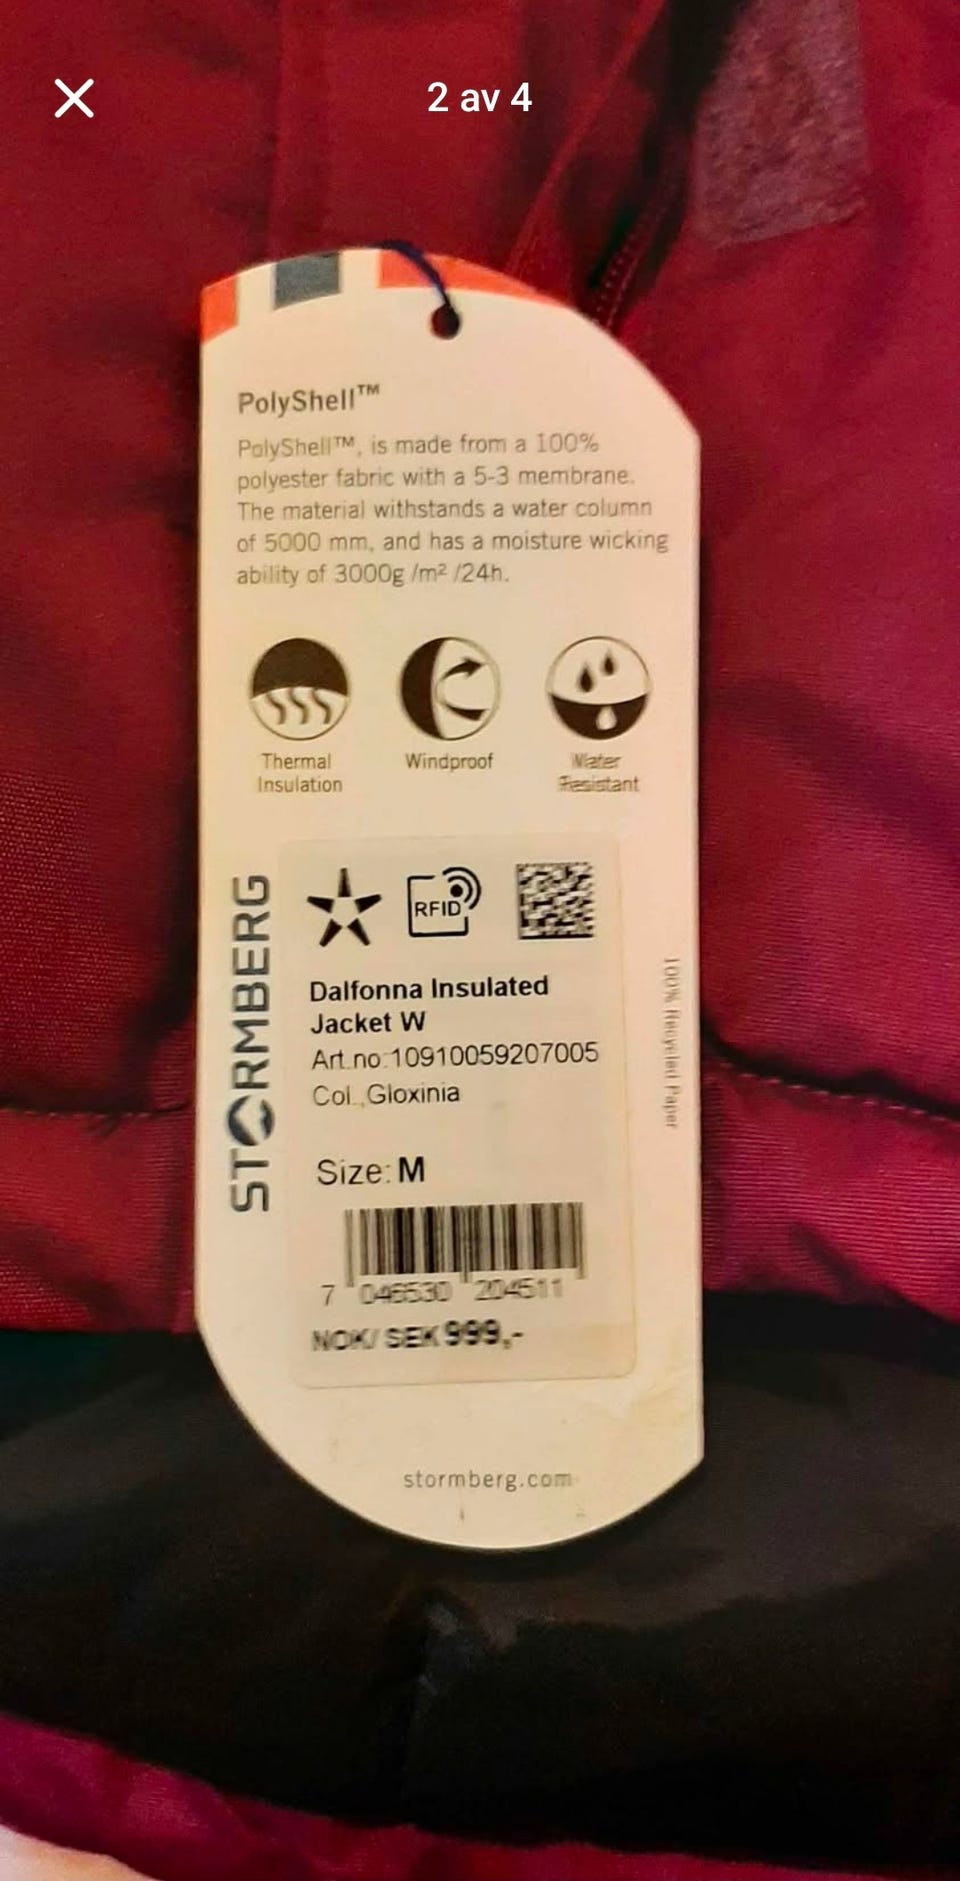 2 av 4
PolyShell™
PolyShell™, is made from a 100%
polyester fabric with a 5-3 membrane.
The material withstands a water column
of 5000 mm, and has a moisture wicking
ability of 3000g /m² /24h.
Thermal
Insulation
Windproof
Water
Resistant
STORMBERG
RFID
Dalfonna Insulated
Jacket W
Art.no:10910059207005
Col.,Gloxinia
Size: M
7 046530 204511
NOK/ SEK 999,-
100% Recycled Paper
stormberg.com